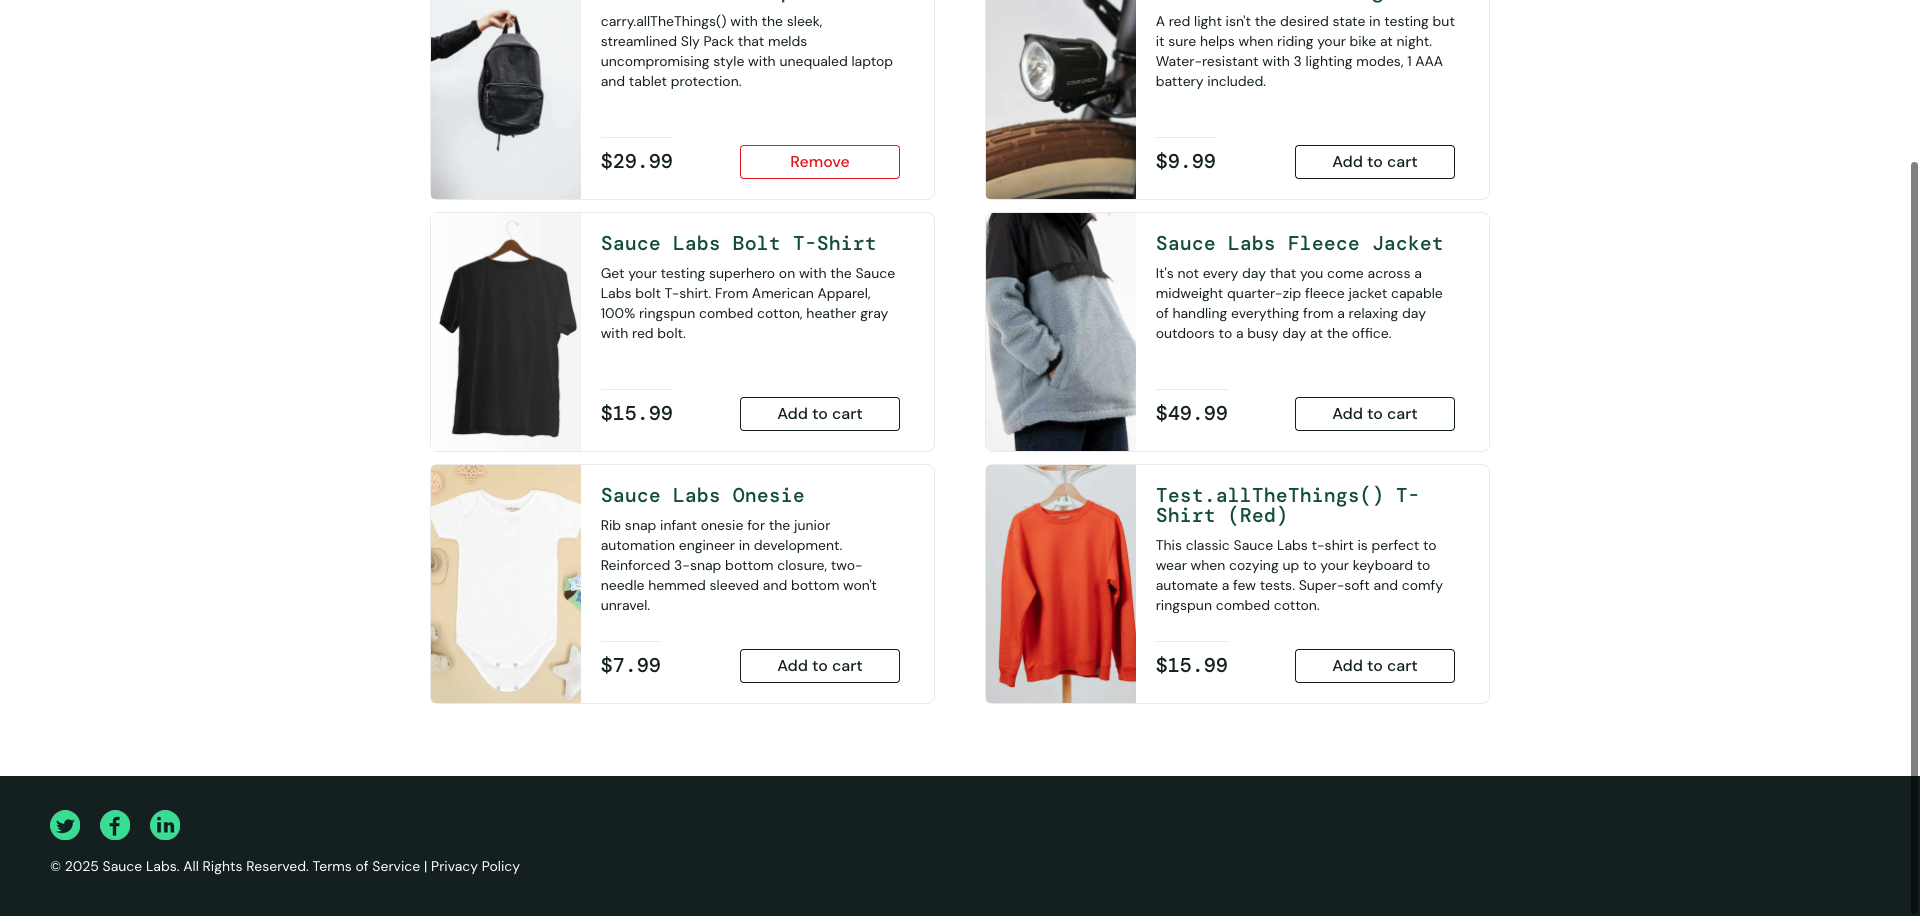 carry.allTheThings() with the sleek,
streamlined Sly Pack that melds
uncompromising style with unequaled laptop
and tablet protection.
$29.99
Remove
A red light isn't the desired state in testing but
it sure helps when riding your bike at night.
Water-resistant with 3 lighting modes, 1 AAA
battery included.
$9.99
Add to cart
Sauce Labs Bolt T-Shirt
Get your testing superhero on with the Sauce
Labs bolt T-shirt. From American Apparel,
100% ringspun combed cotton, heather gray
with red bolt.
$15.99
Add to cart
Sauce Labs Fleece Jacket
It's not every day that you come across a
midweight quarter-zip fleece jacket capable
of handling everything from a relaxing day
outdoors to a busy day at the office.
$49.99
Add to cart
Sauce Labs Onesie
Rib snap infant onesie for the junior
automation engineer in development.
Reinforced 3-snap bottom closure, two-
needle hemmed sleeved and bottom won't
unravel.
$7.99
Add to cart
Test.allTheThings() T-
Shirt (Red)
This classic Sauce Labs t-shirt is perfect to
wear when cozying up to your keyboard to
automate a few tests. Super-soft and comfy
ringspun combed cotton.
$15.99
Add to cart
© 2025 Sauce Labs. All Rights Reserved. Terms of Service | Privacy Policy